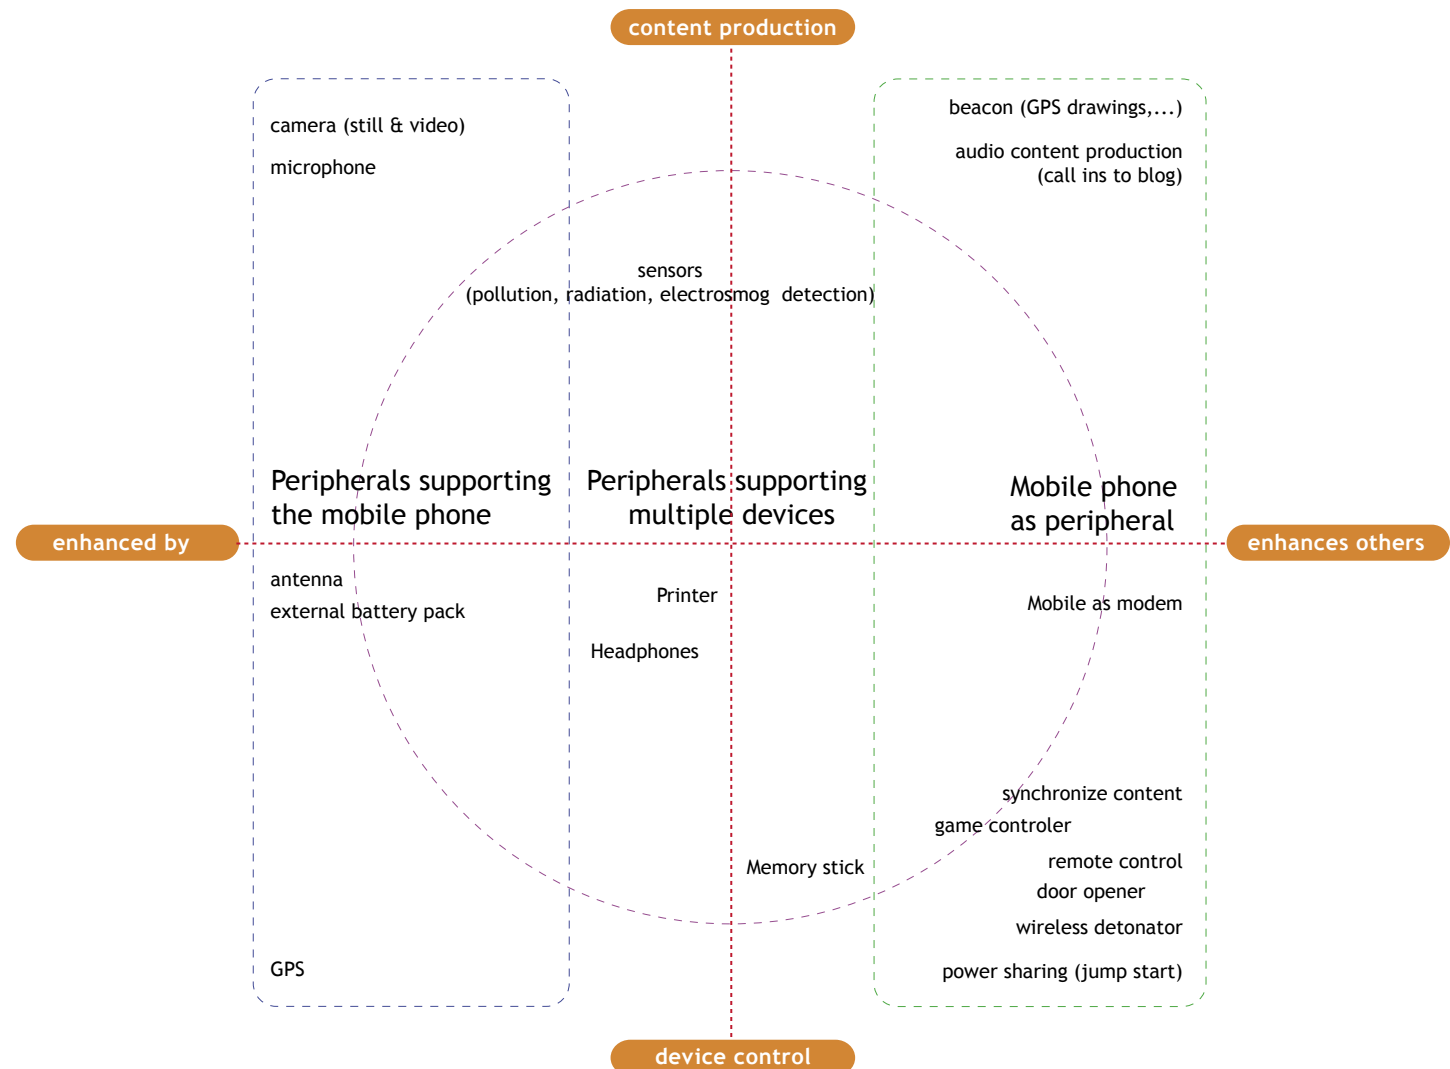 content production
camera (still & video)
microphone
beacon (GPS drawings,...)
audio content production
(call ins to blog)
sensors
(pollution, radiation, electrosmog detection)
Peripherals supporting
the mobile phone
Peripherals supporting
multiple devices
Mobile phone
as peripheral
enhanced by
enhances others
antenna
external battery pack
Printer
Headphones
Mobile as modem
synchronize content
game controler
Memory stick
remote control
door opener
wireless detonator
GPS
power sharing (jump start)
device control